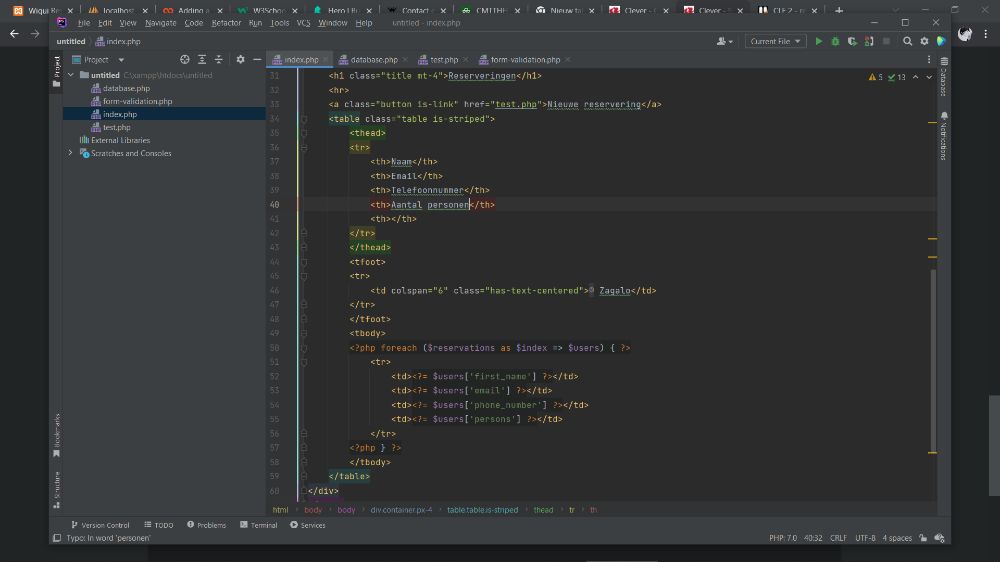 localhost
W3Schoo
Window
Contact
CMTTHE
Nieuw ta
Clever -
Clever -
File Edit View Navigate Code Refactor Run Tools VCS Window Help untitled - index.php
untitled index.php
Current File
Project
index.php
database.php
test.php
form-validation.php
untitled C:\xampp\htdocs\untitled
database.php
form-validation.php
index.php
test.php
External Libraries
Scratches and Consoles
5 13
31 <h1 class="title mt-4">Reserveringen</h1>
32 <hr>
33 <a class="button is-link" href="test.php">Nieuwe reservering</a>
34 <table class="table is-striped">
35 <thead>
36 <tr>
37 <th>Naam</th>
38 <th>Email</th>
39 <th>Telefoonnummer</th>
40 <th>Aantal personen</th>
41 <th></th>
42 </tr>
43 </thead>
44 <tfoot>
45 <tr>
46 <td colspan="6" class="has-text-centered">© Zagalo</td>
47 </tr>
48 </tfoot>
49 <tbody>
50 <?php foreach ($reservations as $index => $users) { ?>
51 <tr>
52 <td><?= $users['first_name'] ?></td>
53 <td><?= $users['email'] ?></td>
54 <td><?= $users['phone_number'] ?></td>
55 <td><?= $users['persons'] ?></td>
56 </tr>
57 <?php } ?>
58 </tbody>
59 </table>
60 </div>
Project
Bookmarks
Structure
Database
Notifications
html body body div.container.px-4 table.table.is-striped thead tr th
Version Control TODO Problems Terminal Services
Typo: In word 'personen'
PHP: 7.0 40:32 CRLF UTF-8 4 spaces